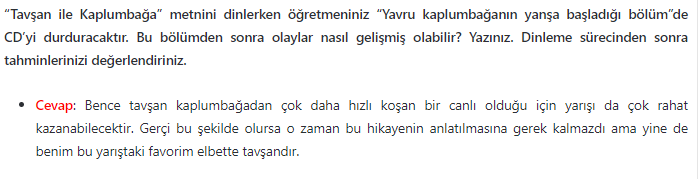 “Tavşan ile Kaplumbağa” metnini dinlerken öğretmeniniz “Yavru kaplumbağanın yarışa başladığı bölüm”de
CD’yi durduracaktır. Bu bölümden sonra olaylar nasıl gelişmiş olabilir? Yazınız. Dinleme sürecinden sonra
tahminlerinizi değerlendiriniz.
Cevap: Bence tavşan kaplumbağadan çok daha hızlı koşan bir canlı olduğu için yarışı da çok rahat
kazanabilecektir. Gerçi bu şekilde olursa o zaman bu hikayenin anlatılmasına gerek kalmazdı ama yine de
benim bu yarıştaki favorim elbette tavşandır.